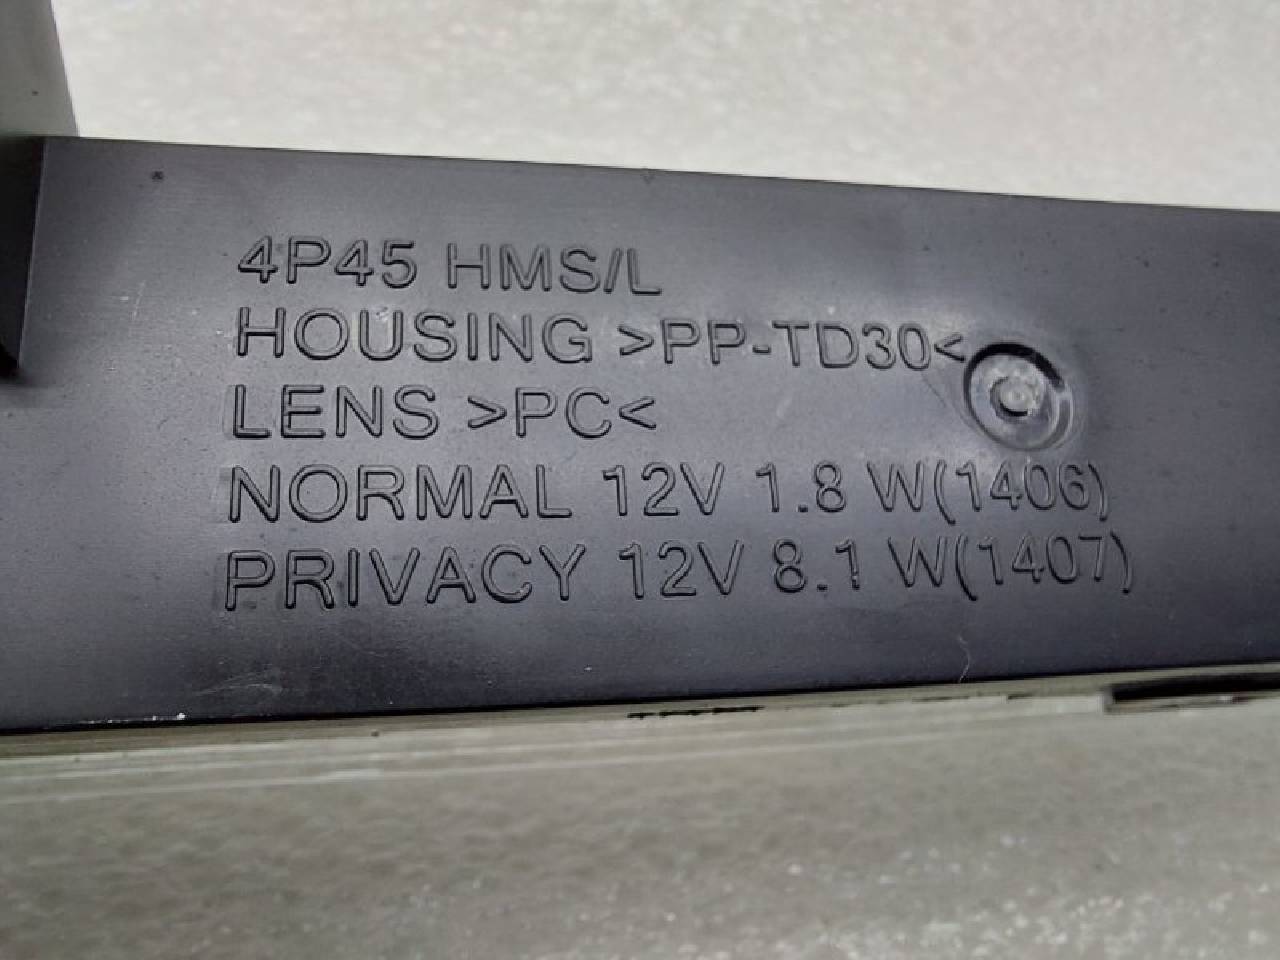 4P45 HMS/L
HOUSING >PP-TD30<
LENS >PC<
NORMAL 12V 1.8 W(1406)
PRIVACY 12V 8.1 W(1407)